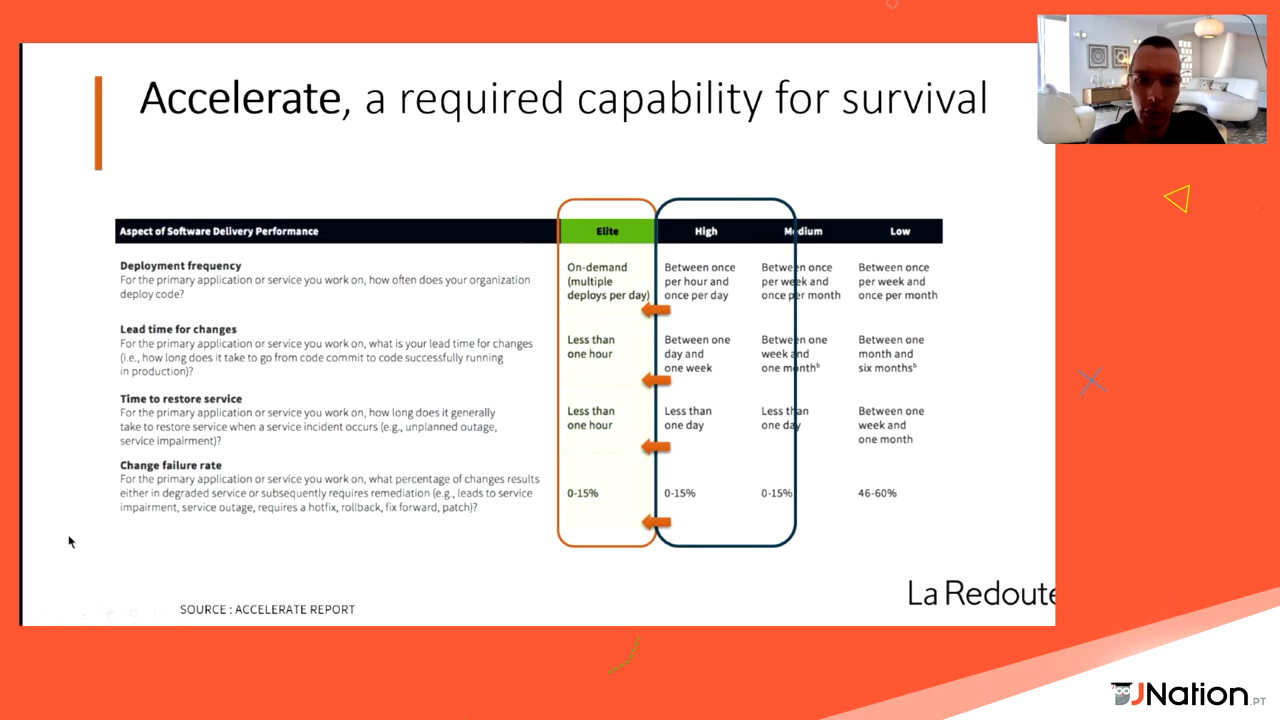 Accelerate, a required capability for survival
Aspect of Software Delivery Performance
Elite
High
Medium
Low
Deployment frequency
For the primary application or service you work on, how often does your organization
deploy code?
On-demand
(multiple
deploys per day)
Between once
per hour and
once per day
Between once
per week and
once per month
Between once
per week and
once per month
Lead time for changes
For the primary application or service you work on, what is your lead time for changes
(i.e., how long does it take to go from code commit to code successfully running
in production)?
Less than
one hour
Between one
day and
one week
Between one
week and
one monthᵇ
Between one
month and
six monthsᵇ
Time to restore service
For the primary application or service you work on, how long does it generally
take to restore service when a service incident occurs (e.g., unplanned outage,
service impairment)?
Less than
one hour
Less than
one day
Less than
one day
Between one
week and
one month
Change failure rate
For the primary application or service you work on, what percentage of changes results
either in degraded service or subsequently requires remediation (e.g., leads to service
impairment, service outage, requires a hotfix, rollback, fix forward, patch)?
0-15%
0-15%
0-15%
46-60%
SOURCE : ACCELERATE REPORT
La Redoute
JNation.PT